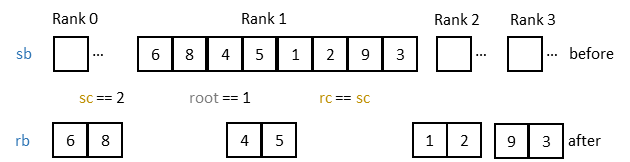 Rank 0 Rank 1 Rank 2 Rank 3
sb ... 6 8 4 5 1 2 9 3 ... ... before
sc == 2 root == 1 rc == sc
rb 6 8 4 5 1 2 9 3 after